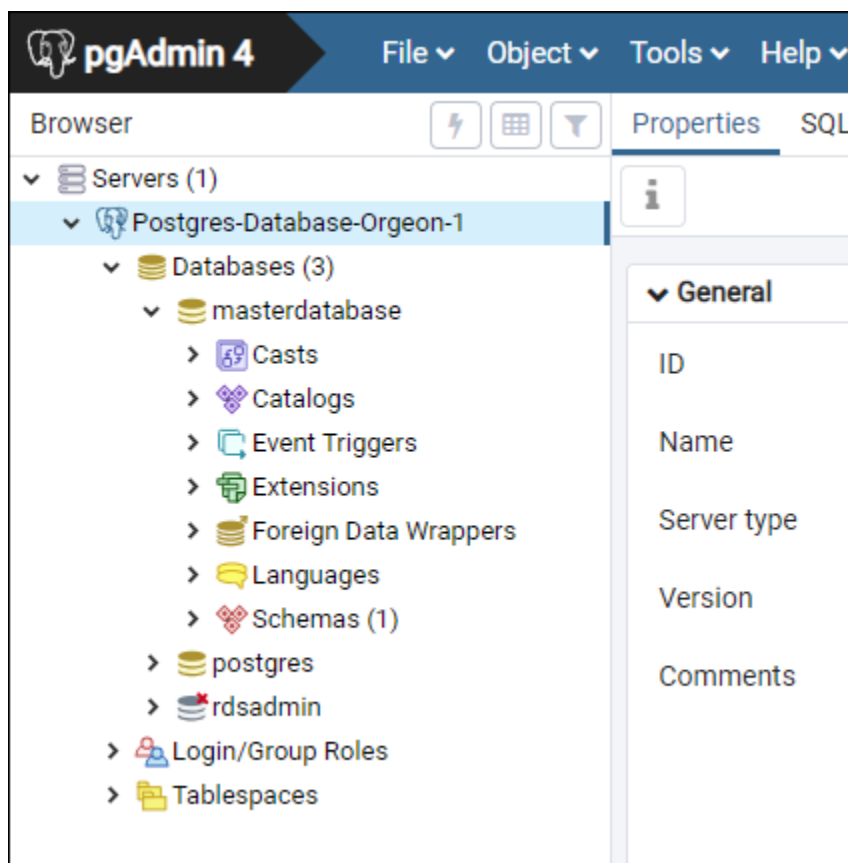 pgAdmin 4 File Object Tools Help
Browser Properties SQL
Servers (1)
Postgres-Database-Orgeon-1
Databases (3)
General
masterdatabase
Casts
ID
Catalogs
Event Triggers
Name
Extensions
Foreign Data Wrappers
Server type
Languages
Version
Schemas (1)
postgres
Comments
rdsadmin
Login/Group Roles
Tablespaces